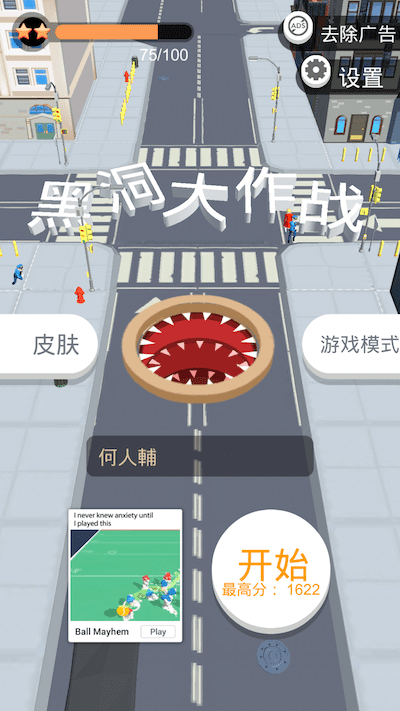 75/100
ADS
去除广告
设置
黑洞大作战
皮肤
游戏模式
何人輔
I never knew anxiety until
I played this
Ball Mayhem
Play
开始
最高分： 1622